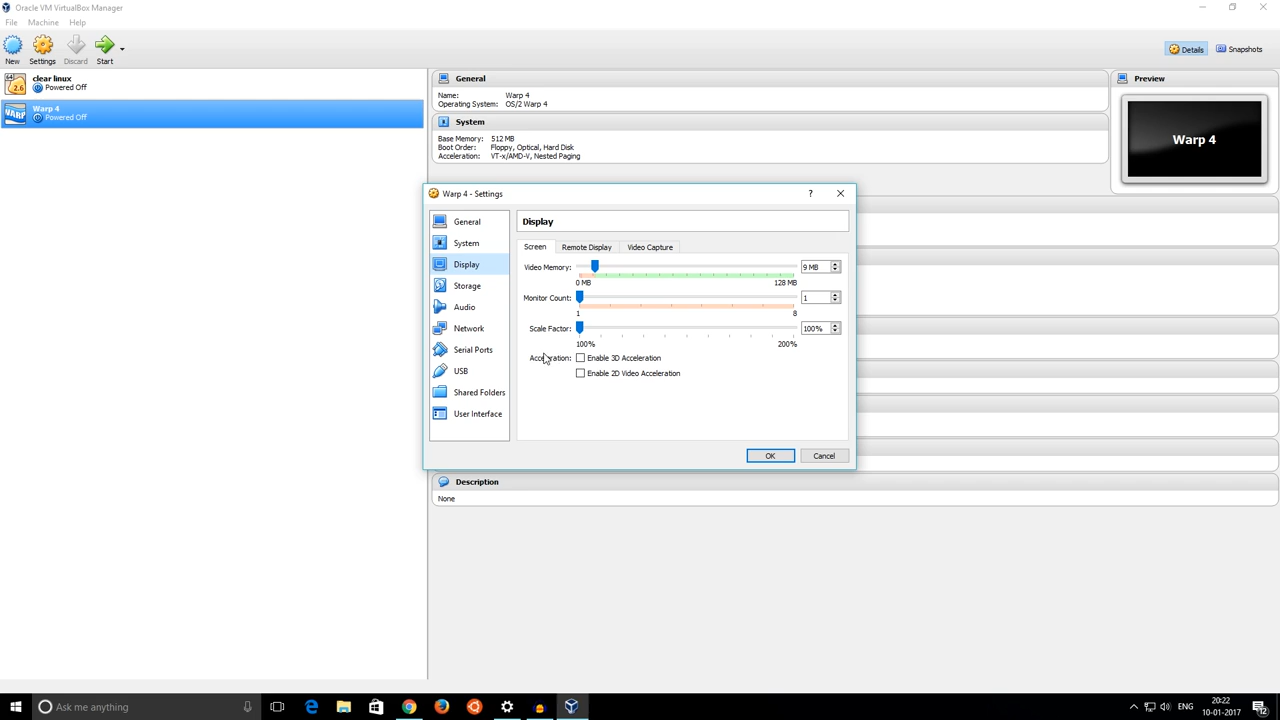 Oracle VM VirtualBox Manager
File Machine Help
New Settings Discard Start
Details Snapshots
64
2.6
clear linux
Powered Off
WARP
Warp 4
Powered Off
General
Name: Warp 4
Operating System: OS/2 Warp 4
System
Base Memory: 512 MB
Boot Order: Floppy, Optical, Hard Disk
Acceleration: VT-x/AMD-V, Nested Paging
Preview
Warp 4
Warp 4 - Settings
?
General
System
Display
Storage
Audio
Network
Serial Ports
USB
Shared Folders
User Interface
Display
Screen Remote Display Video Capture
Video Memory: 9 MB
0 MB 128 MB
Monitor Count: 1
1 8
Scale Factor: 100%
100% 200%
Acceleration: Enable 3D Acceleration
Enable 2D Video Acceleration
OK Cancel
Description
None
Ask me anything
ENG
20:22
10-01-2017
2